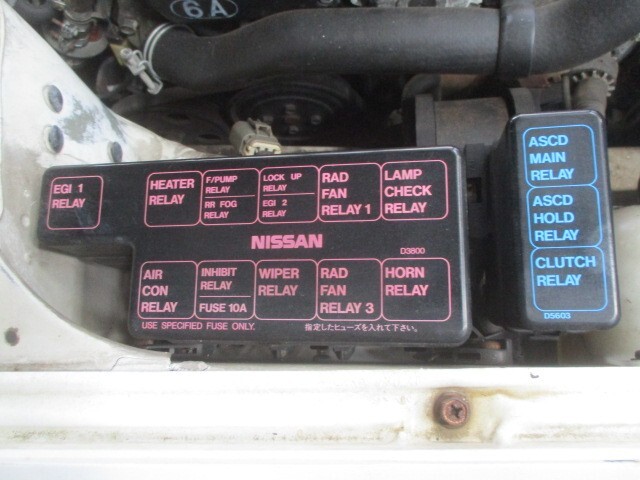 6A
EGI 1
RELAY
HEATER
RELAY
F/PUMP
RELAY
RR FOG
RELAY
LOCK UP
RELAY
EGI 2
RELAY
RAD
FAN
RELAY 1
LAMP
CHECK
RELAY
NISSAN
D3800
AIR
CON
RELAY
INHIBIT
RELAY
FUSE 10A
WIPER
RELAY
RAD
FAN
RELAY 3
HORN
RELAY
USE SPECIFIED FUSE ONLY.
指定したヒューズを入れて下さい。
ASCD
MAIN
RELAY
ASCD
HOLD
RELAY
CLUTCH
RELAY
D5603